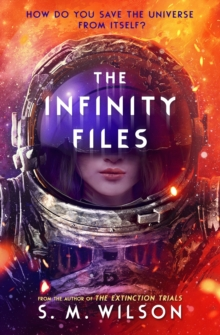 HOW DO YOU SAVE THE UNIVERSE
FROM ITSELF?
THE
INFINITY
FILES
FROM THE AUTHOR OF THE EXTINCTION TRIALS
S. M. WILSON